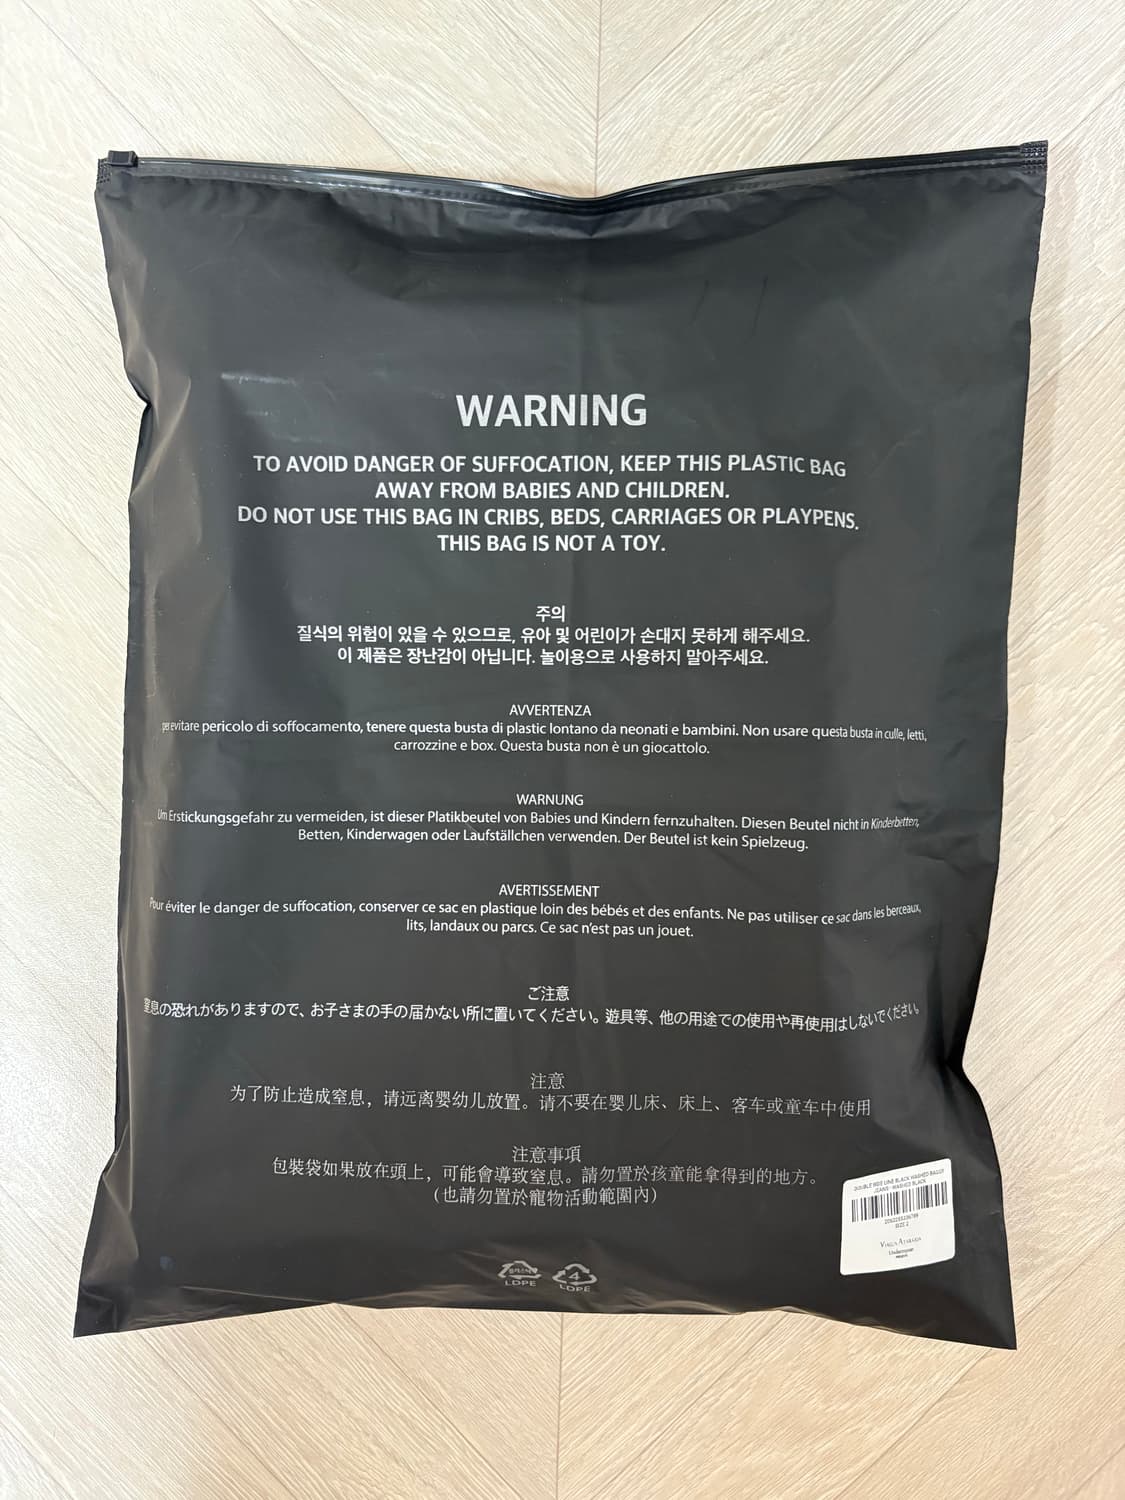 WARNING
TO AVOID DANGER OF SUFFOCATION, KEEP THIS PLASTIC BAG
AWAY FROM BABIES AND CHILDREN.
DO NOT USE THIS BAG IN CRIBS, BEDS, CARRIAGES OR PLAYPENS.
THIS BAG IS NOT A TOY.
주의
질식의 위험이 있을 수 있으므로, 유아 및 어린이가 손대지 못하게 해주세요.
이 제품은 장난감이 아닙니다. 놀이용으로 사용하지 말아주세요.
AVVERTENZA
per evitare pericolo di soffocamento, tenere questa busta di plastic lontano da neonati e bambini. Non usare questa busta in culle, letti,
carrozzine e box. Questa busta non è un giocattolo.
WARNUNG
Um Erstickungsgefahr zu vermeiden, ist dieser Platikbeutel von Babies und Kindern fernzuhalten. Diesen Beutel nicht in Kinderbetten,
Betten, Kinderwagen oder Laufställchen verwenden. Der Beutel ist kein Spielzeug.
AVERTISSEMENT
Pour éviter le danger de suffocation, conserver ce sac en plastique loin des bébés et des enfants. Ne pas utiliser ce sac dans les berceaux,
lits, landaux ou parcs. Ce sac n'est pas un jouet.
ご注意
窒息の恐れがありますので、お子さまの手の届かない所に置いてください。遊具等、他の用途での使用や再使用はしないでください。
注意
为了防止造成窒息，请远离婴幼儿放置。请不要在婴儿床、床上、客车或童车中使用
注意事項
包裝袋如果放在頭上，可能會導致窒息。請勿置於孩童能拿得到的地方。
（也請勿置於寵物活動範圍內）
BLACK WASHED BAGGY
JEANS - WASHED BLACK
SIZE 2
LDPE
4
LDPE